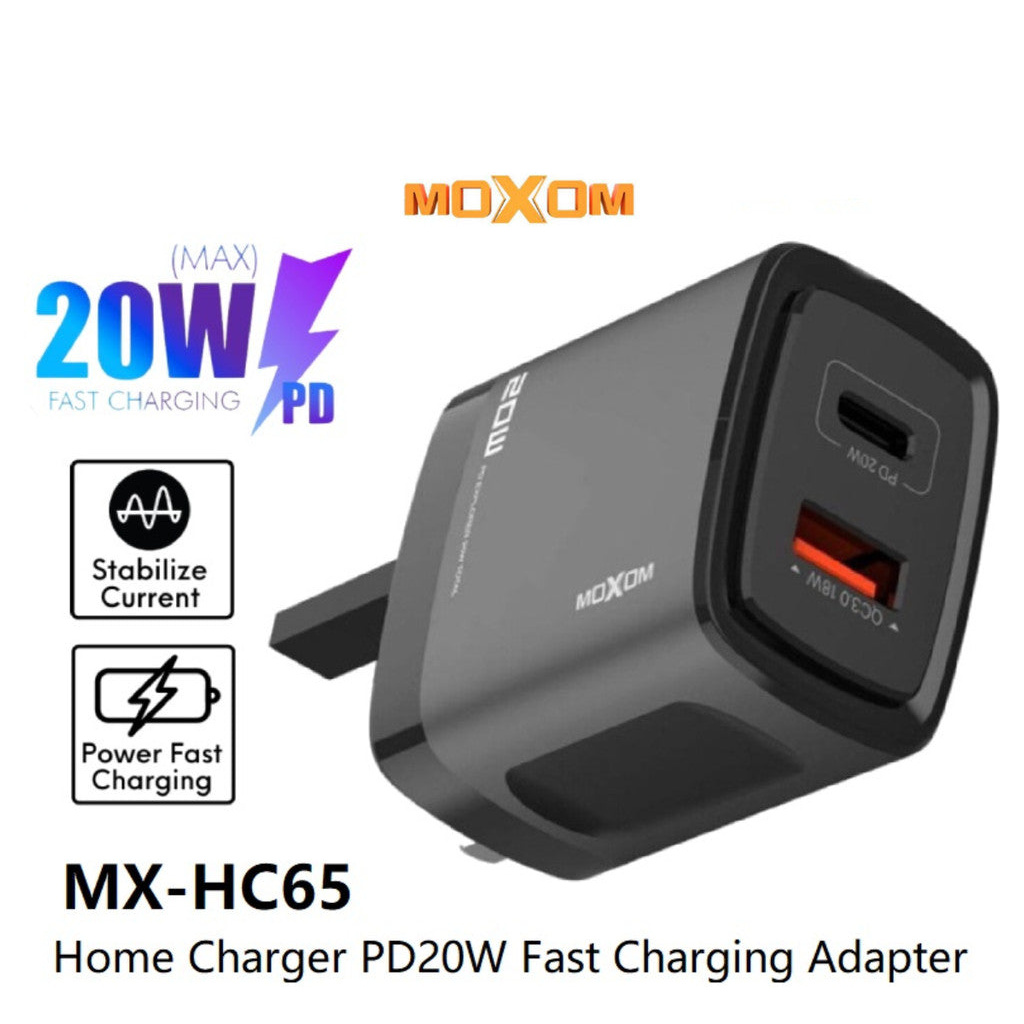 MOXOM
(MAX)
20W
FAST CHARGING
PD
20W
PD 20W
QC3.0 18W
MOXOM
Stabilize
Current
Power Fast
Charging
MX-HC65
Home Charger PD20W Fast Charging Adapter